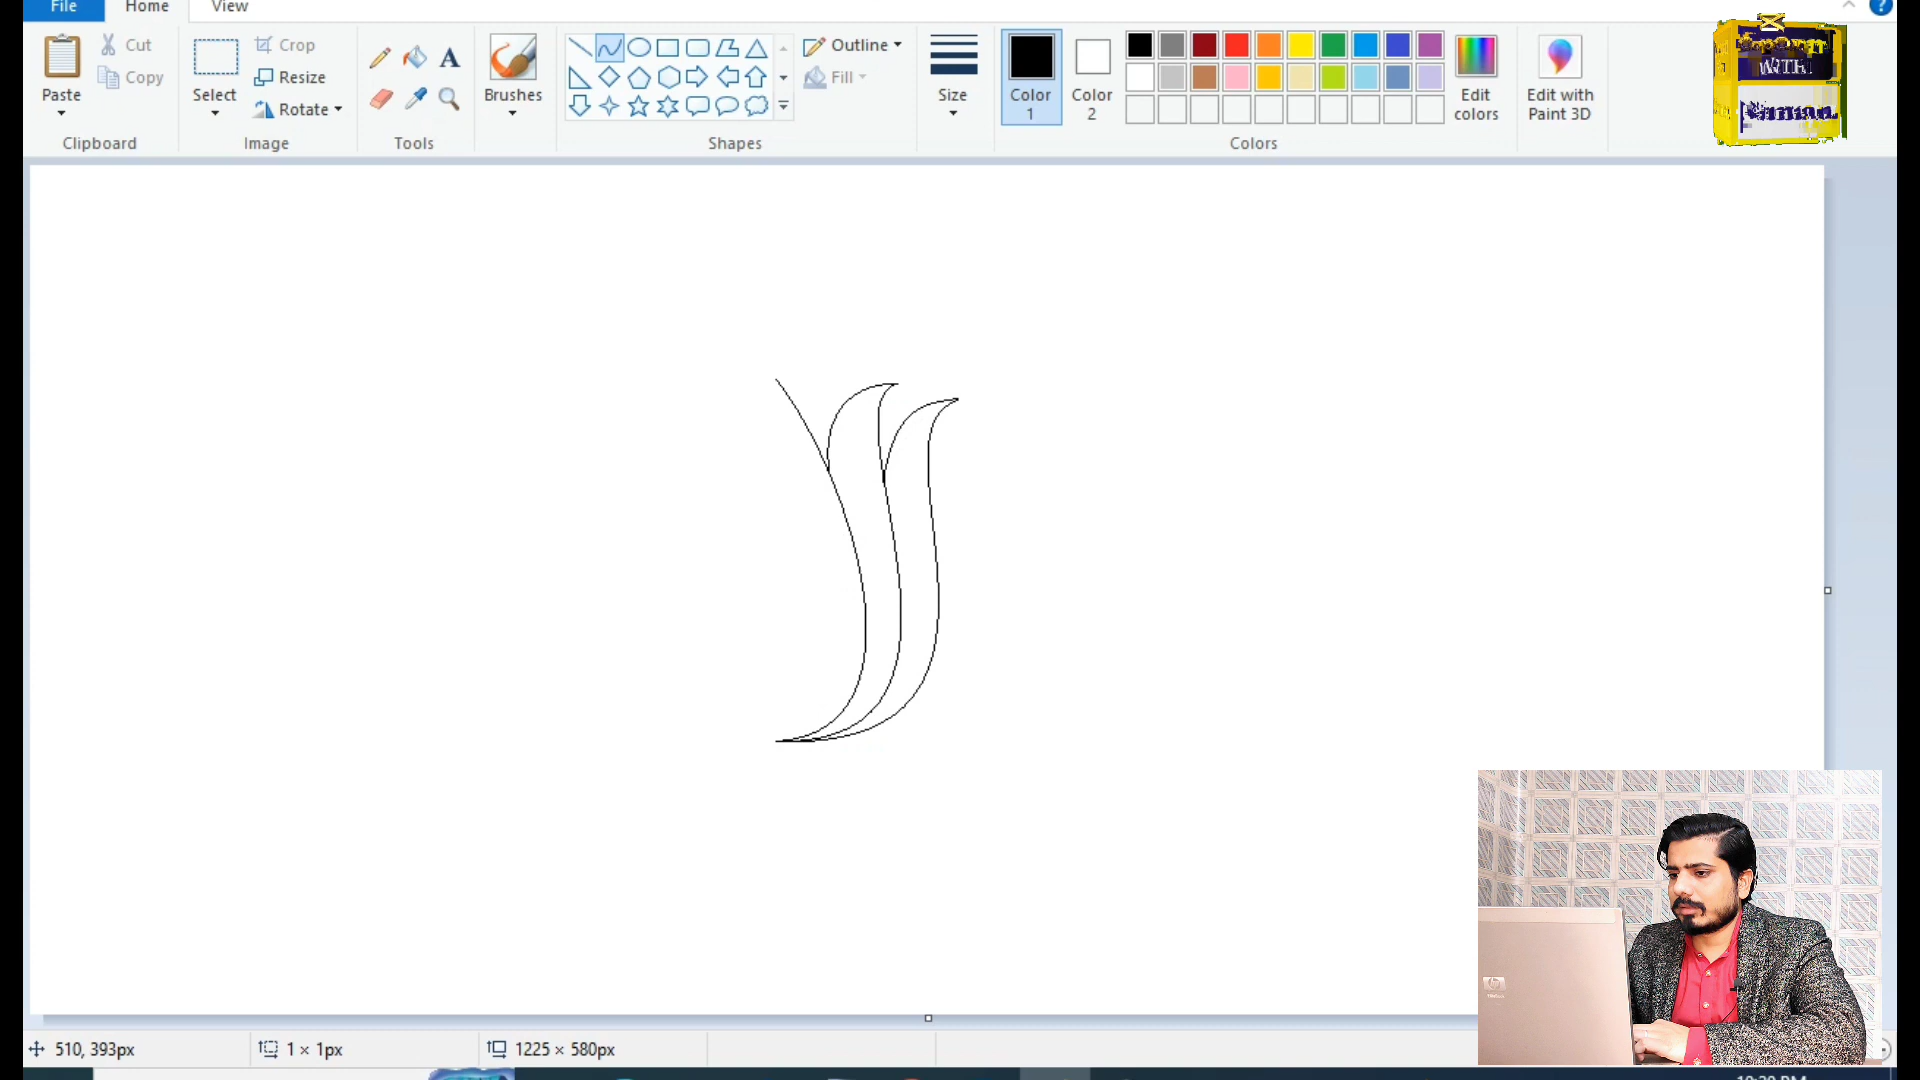 File Home View
Paste
Cut
Copy
Clipboard
Select
Crop
Resize
Rotate
Image
A
Tools
Brushes
Shapes
Outline
Fill
Size
Color
1
Color
2
Edit
colors
Colors
Edit with
Paint 3D
?
WITH
510, 393px
1 × 1px
1225 × 580px